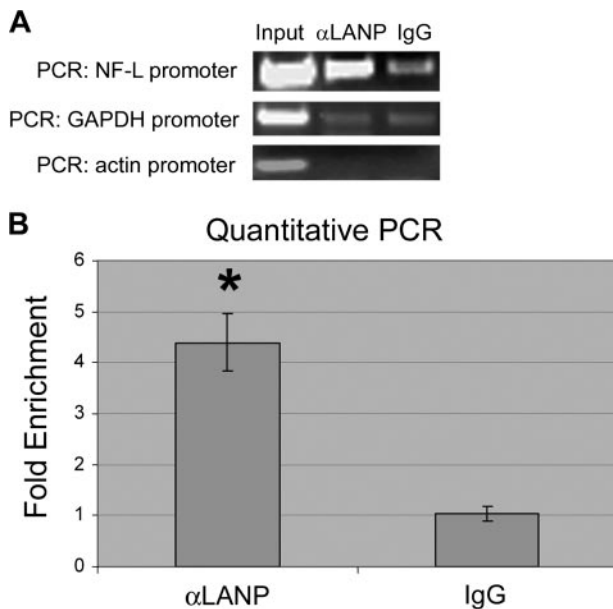 A
Input αLANP IgG
PCR: NF-L promoter
PCR: GAPDH promoter
PCR: actin promoter
B
Quantitative PCR
6
5
4
3
2
1
0
Fold Enrichment
*
αLANP IgG